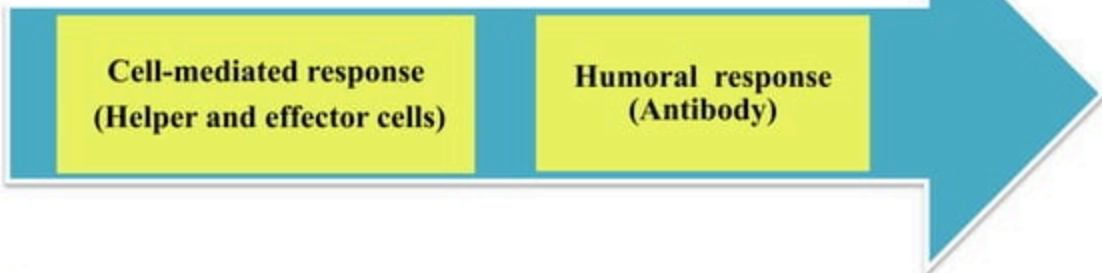 Cell-mediated response
(Helper and effector cells)
Humoral response
(Antibody)